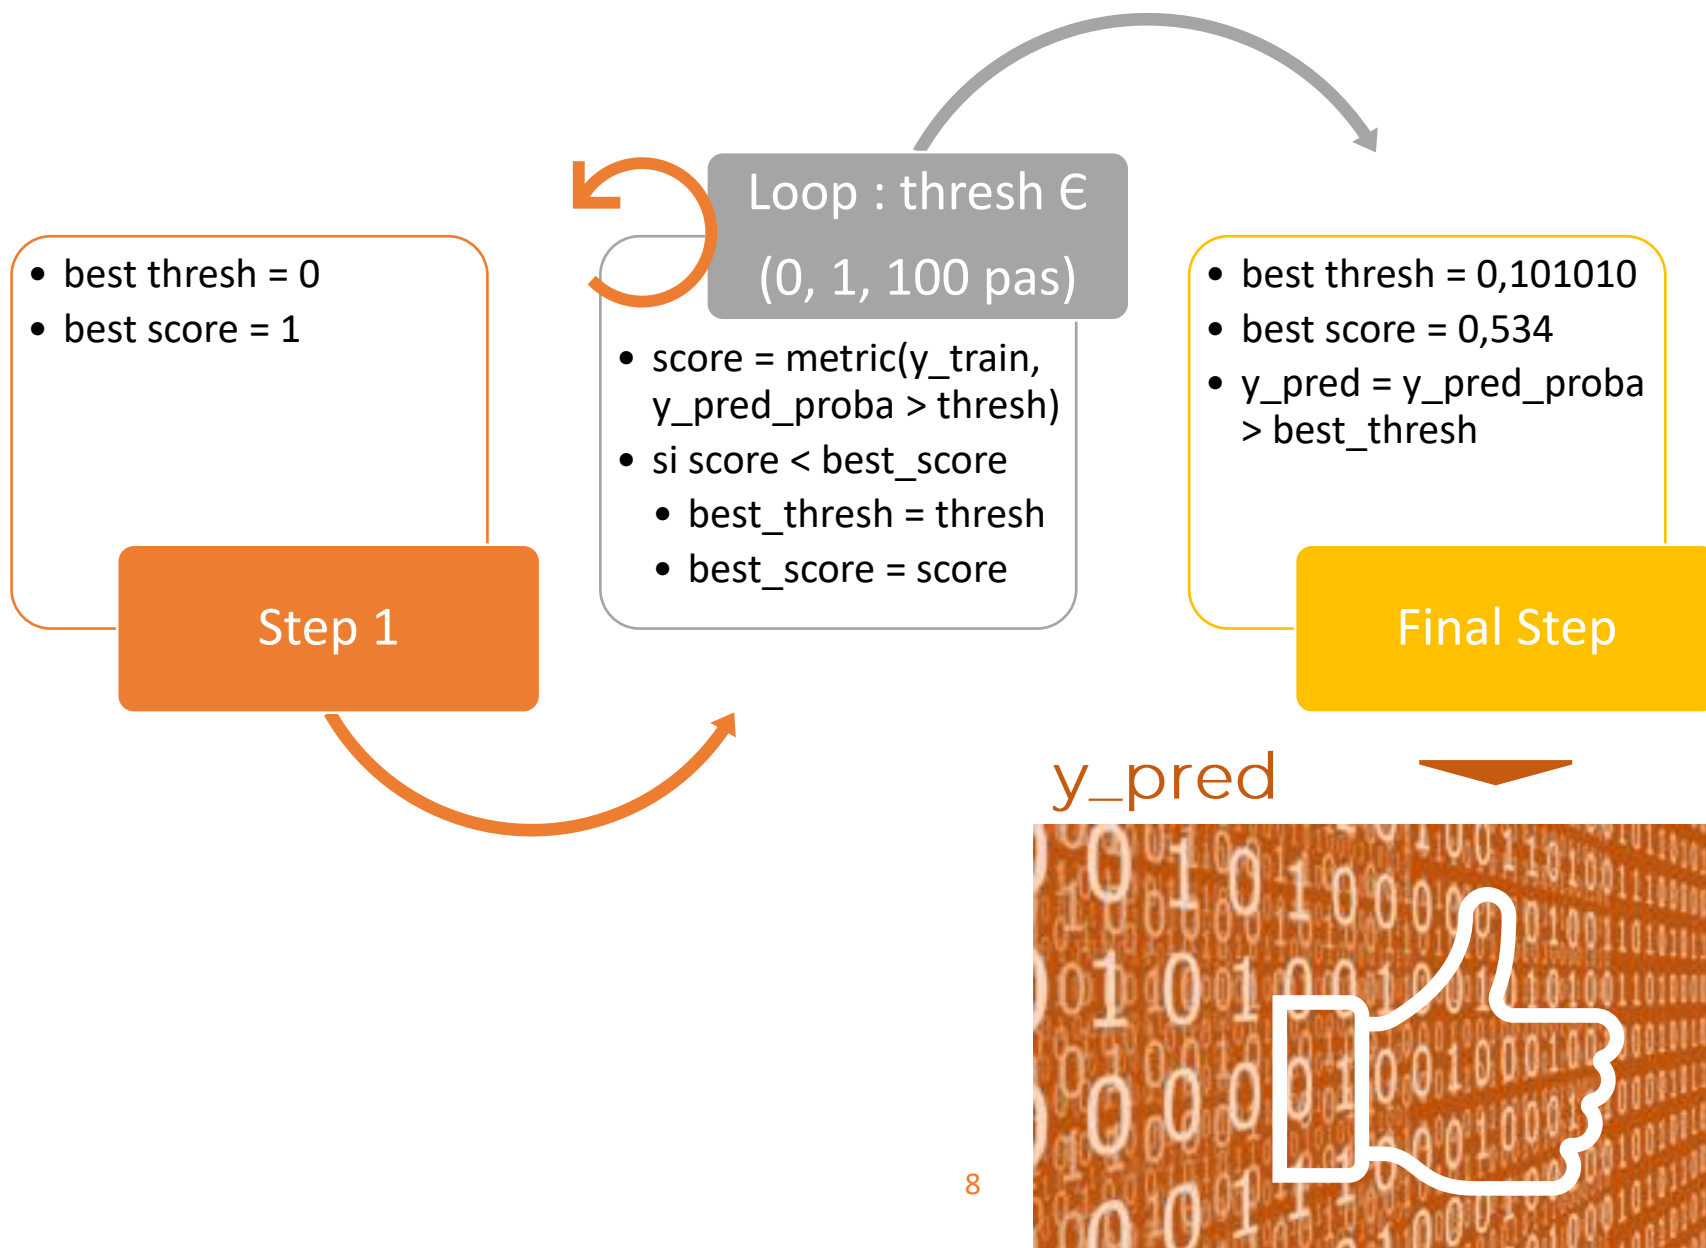 • best thresh = 0
• best score = 1
Step 1
Loop : thresh Є
(0, 1, 100 pas)
• score = metric(y_train,
y_pred_proba > thresh)
• si score < best_score
• best_thresh = thresh
• best_score = score
• best thresh = 0,101010
• best score = 0,534
• y_pred = y_pred_proba
> best_thresh
Final Step
y_pred
8